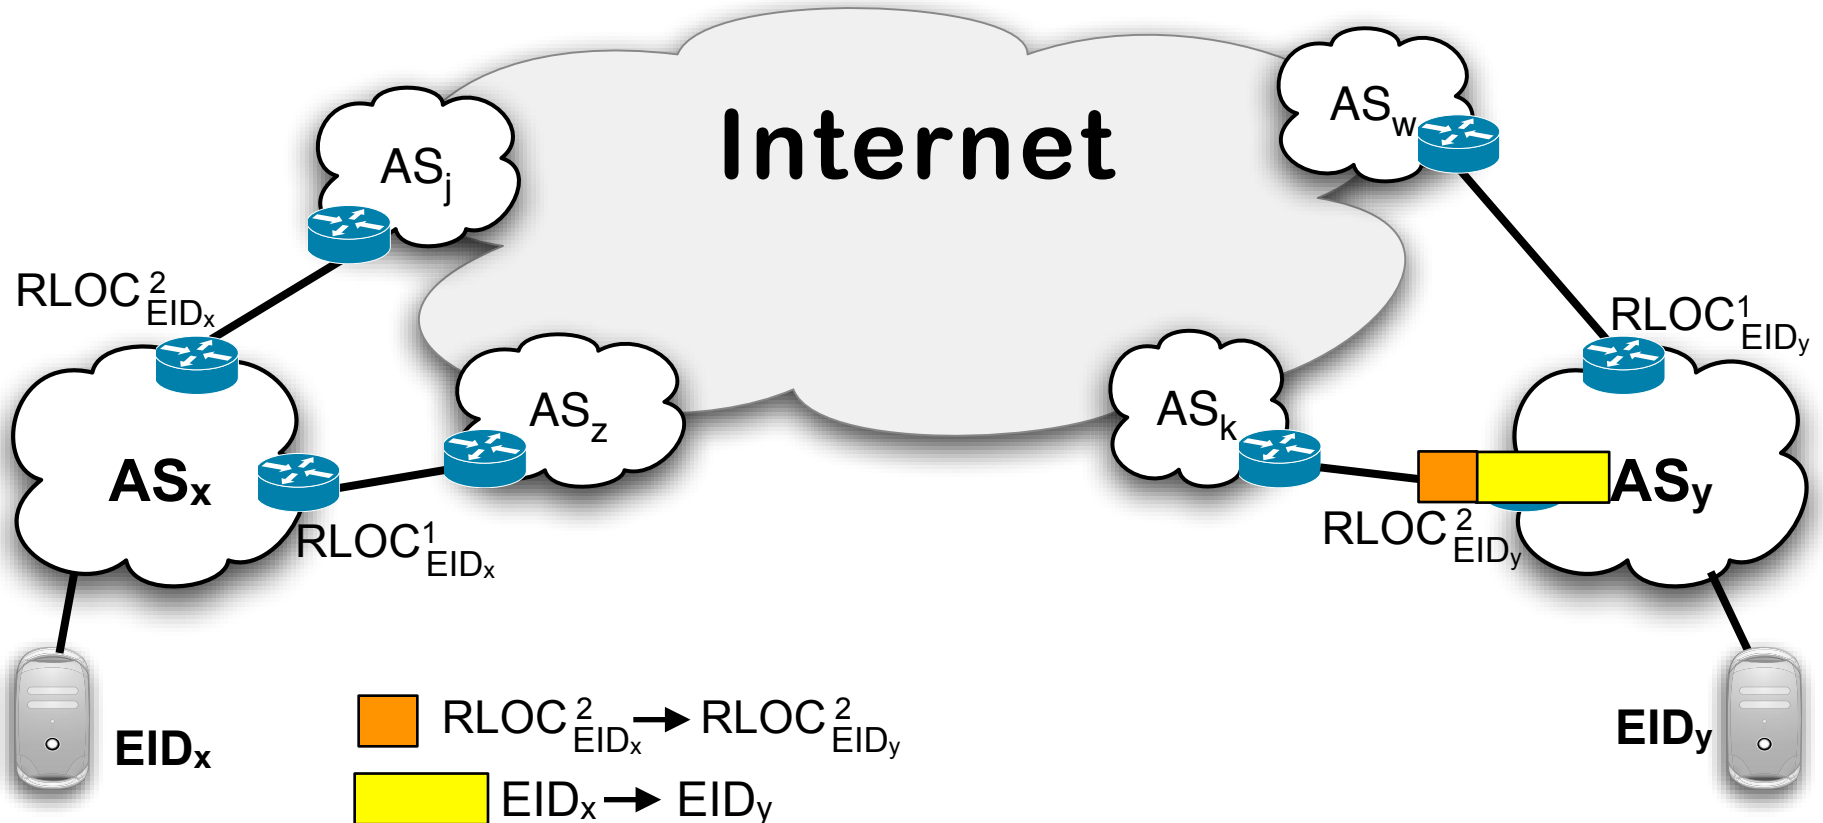 Internet
ASw
ASj
RLOC²EIDx
RLOC¹EIDy
ASz
ASk
ASx
ASy
RLOC¹EIDx
RLOC²EIDy
EIDx
EIDy
RLOC²EIDx → RLOC²EIDy
EIDx → EIDy